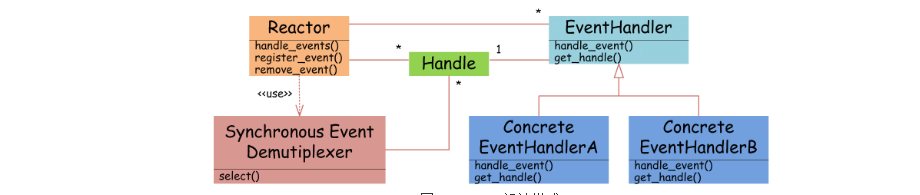 Reactor
handle_events()
register_event()
remove_event()
*
EventHandler
handle_event()
get_handle()
*
Handle
1
*
<<use>>
Synchronous Event
Demutiplexer
select()
Concrete
EventHandlerA
handle_event()
get_handle()
Concrete
EventHandlerB
handle_event()
get_handle()